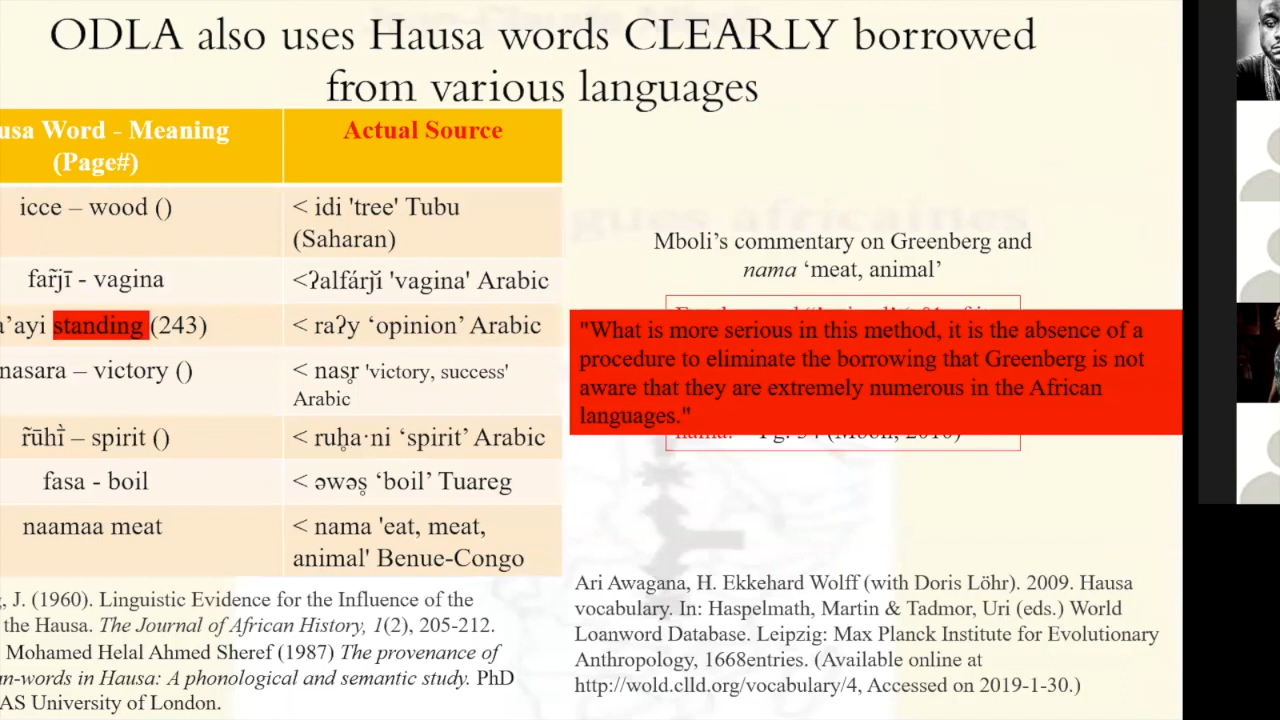 ODLA also uses Hausa words CLEARLY borrowed
from various languages
usa Word - Meaning
(Page#)
Actual Source
icce – wood ()
< idi 'tree' Tubu
(Saharan)
far̃jī - vagina
<ʔalfárjĭ 'vagina' Arabic
a’ayi standing (243)
< raʔy ‘opinion’ Arabic
nasara – victory ()
< naṣr̥ 'victory, success'
Arabic
r̃ūhī̀ – spirit ()
< ruḥa·ni ‘spirit’ Arabic
fasa - boil
< əwəṣ ‘boil’ Tuareg
naamaa meat
< nama 'eat, meat,
animal' Benue-Congo
Mboli’s commentary on Greenberg and
nama ‘meat, animal’
"What is more serious in this method, it is the absence of a
procedure to eliminate the borrowing that Greenberg is not
aware that they are extremely numerous in the African
languages."
, J. (1960). Linguistic Evidence for the Influence of the
the Hausa. The Journal of African History, 1(2), 205-212.
Mohamed Helal Ahmed Sheref (1987) The provenance of
n-words in Hausa: A phonological and semantic study. PhD
AS University of London.
Ari Awagana, H. Ekkehard Wolff (with Doris Löhr). 2009. Hausa
vocabulary. In: Haspelmath, Martin & Tadmor, Uri (eds.) World
Loanword Database. Leipzig: Max Planck Institute for Evolutionary
Anthropology, 1668entries. (Available online at
http://wold.clld.org/vocabulary/4, Accessed on 2019-1-30.)